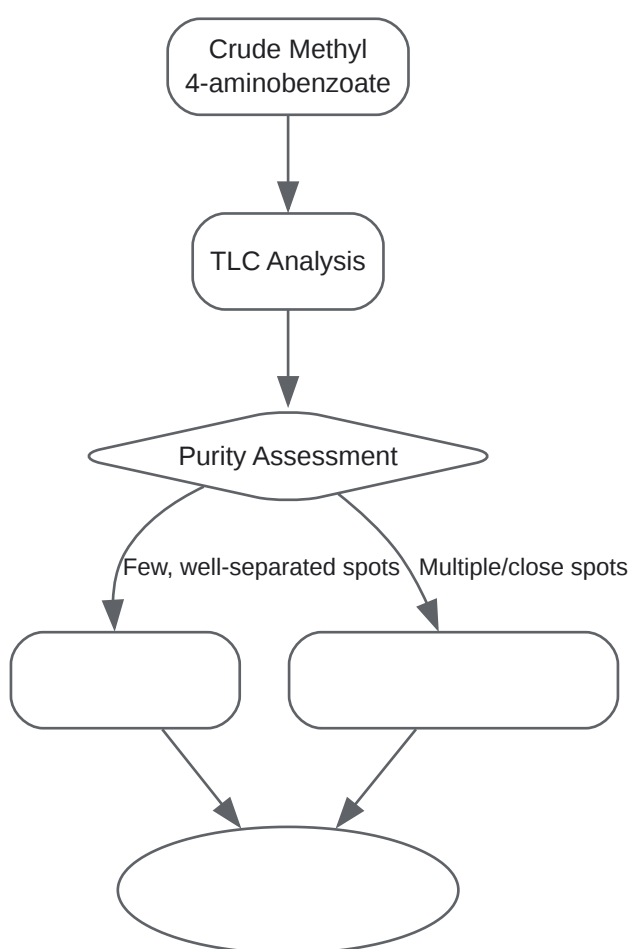 Crude Methyl
4-aminobenzoate
TLC Analysis
Purity Assessment
Few, well-separated spots
Multiple/close spots